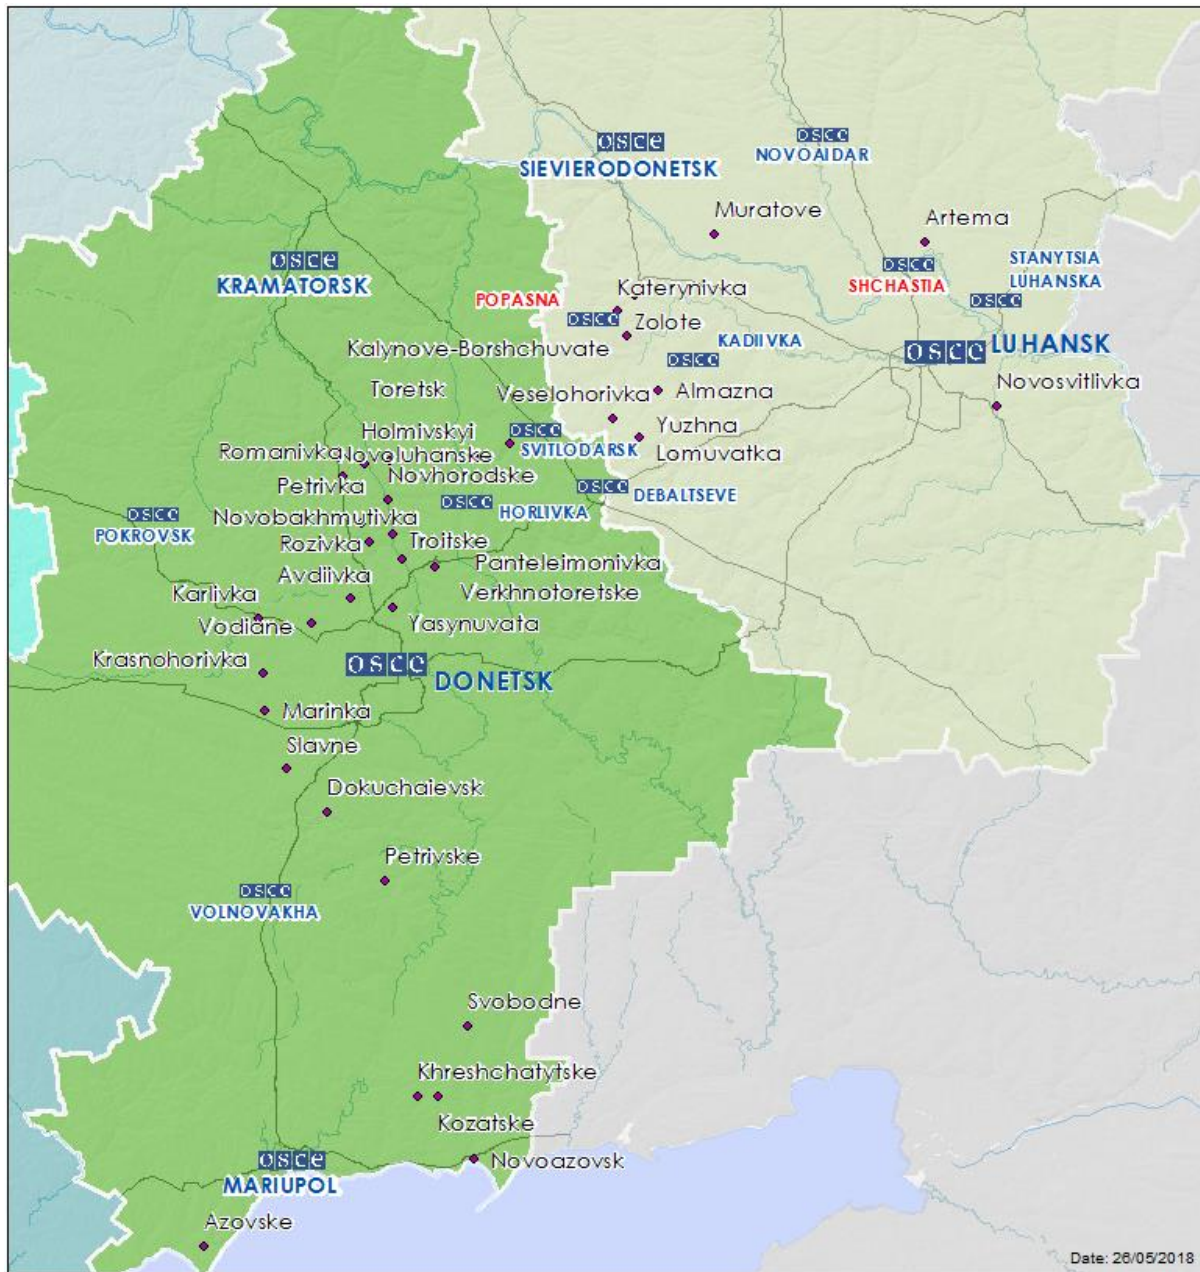 OSCE
SIEVIERODONETSK
OSCE
NOVOAIDAR
Muratove
Artema
OSCE
KRAMATORSK
OSCE
SHCHASTIA
STANYTSIA
LUHANSKA
OSCE
POPASNA
OSCE
Katerynivka
Zolote
KADIIVKA
OSCE
OSCE
LUHANSK
Kalynove-Borshchuvate
Novosvitlivka
Toretsk
Veselohorivka
Almazna
Holmivskyi
OSCE
SVITLODARSK
Yuzhna
Lomuvatka
Romanivka
Novoluhanske
Petrivka
Novhorodske
OSCE
DEBALTSEVE
OSCE
HORLIVKA
OSCE
POKROVSK
Novobakhmutivka
Rozivka
Troitske
Avdiivka
Panteleimonivka
Karlivka
Verkhnotoretske
Vodiane
Yasynuvata
Krasnohorivka
OSCE
DONETSK
Marinka
Slavne
Dokuchaievsk
Petrivske
OSCE
VOLNOVAKHA
Svobodne
Khreshchatytske
Kozatske
OSCE
MARIUPOL
Novoazovsk
Azovske
Date: 26/05/2018